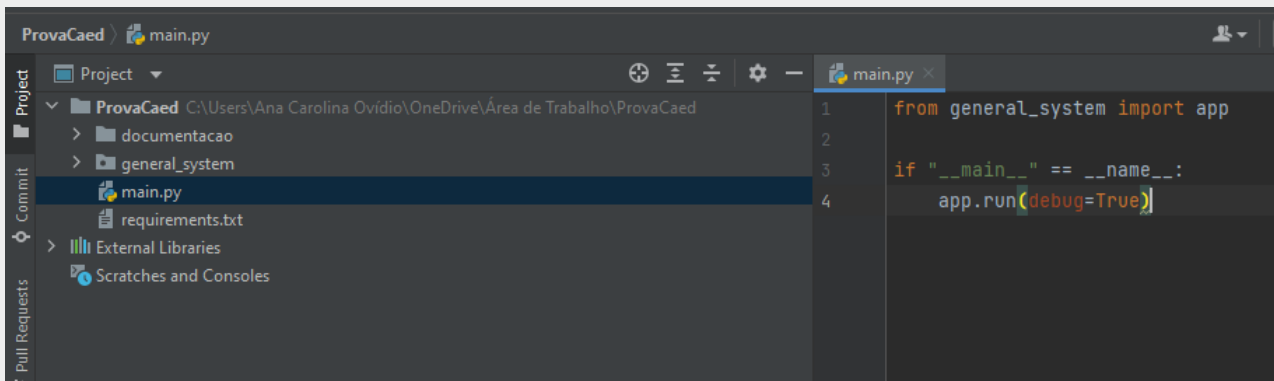 ProvaCaed
main.py
Project
Commit
Pull Requests
Project
ProvaCaed C:\Users\Ana Carolina Ovídio\OneDrive\Área de Trabalho\ProvaCaed
documentacao
general_system
main.py
requirements.txt
External Libraries
Scratches and Consoles
main.py
1 from general_system import app
2
3 if "__main__" == __name__:
4     app.run(debug=True)